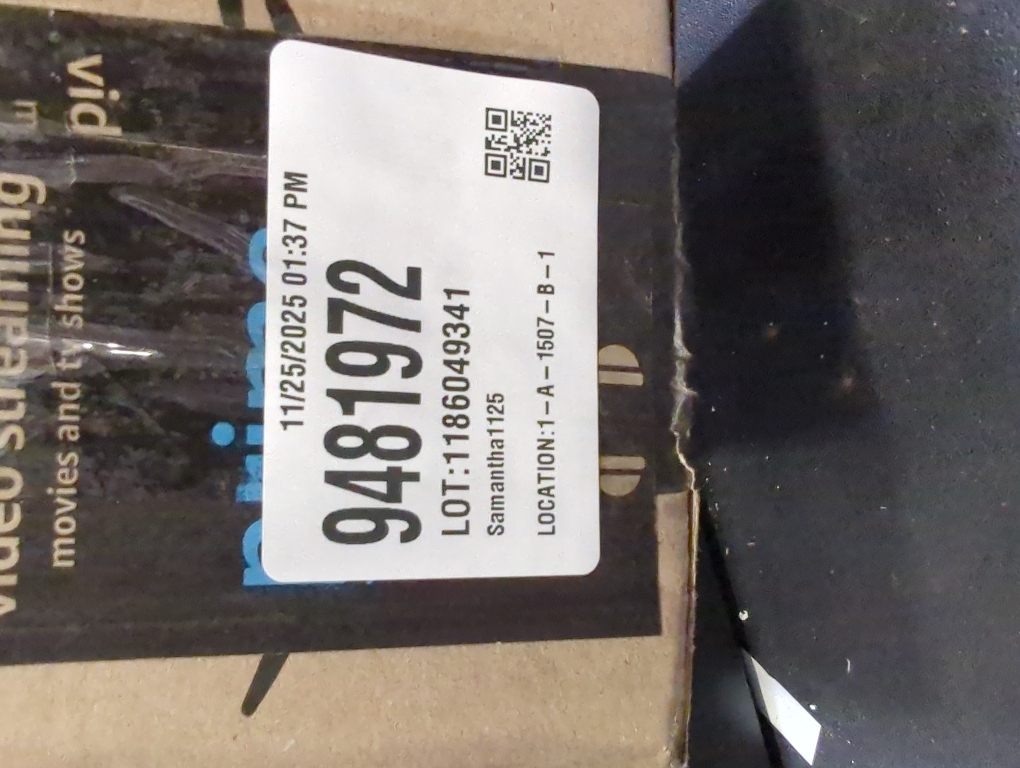 video streaming
movies and tv shows
vid
prime
11/25/2025 01:37 PM
9481972
LOT:1186049341
Samantha1125
LOCATION:1-A-1507-B-1